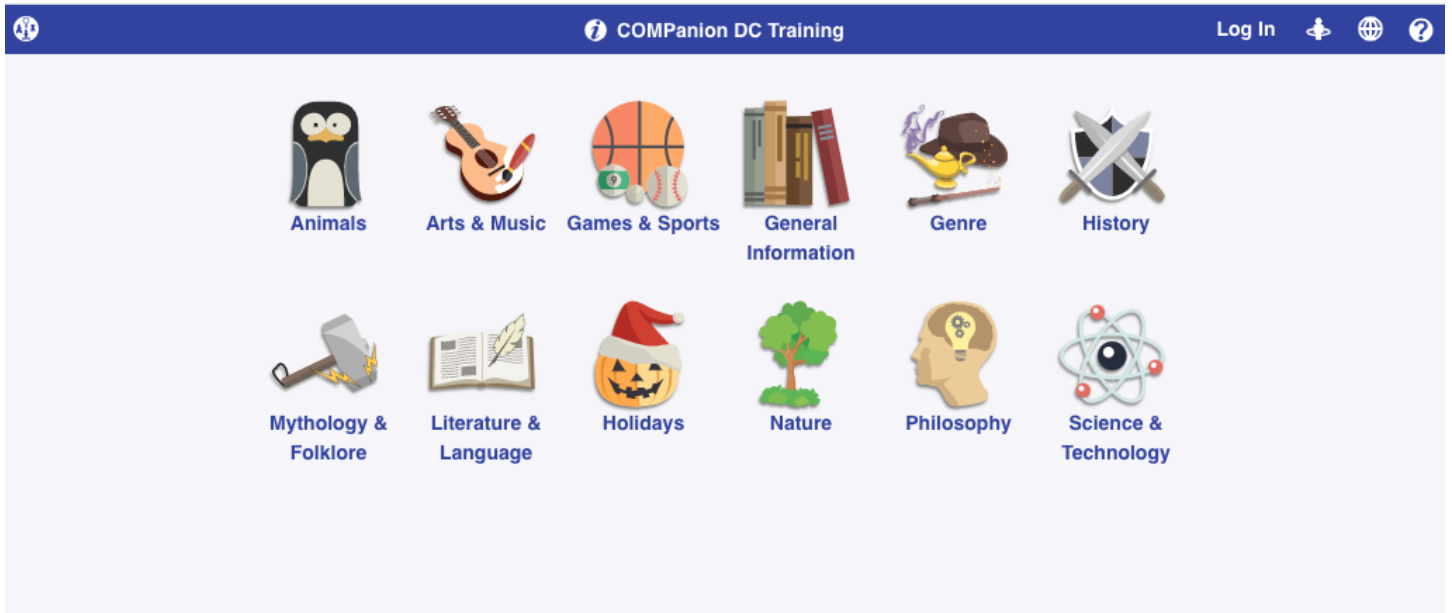 COMPanion DC Training
Log In
Animals
Arts & Music
Games & Sports
General
Information
Genre
History
9
Mythology &
Folklore
Literature &
Language
Holidays
Nature
Philosophy
Science &
Technology